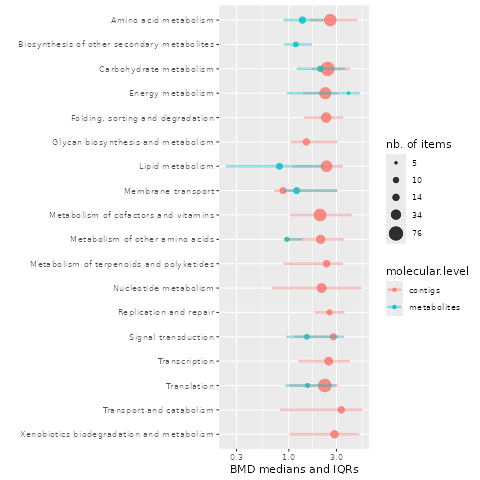 Amino acid metabolism
Biosynthesis of other secondary metabolites
Carbohydrate metabolism
Energy metabolism
Folding, sorting and degradation
Glycan biosynthesis and metabolism
Lipid metabolism
Membrane transport
Metabolism of cofactors and vitamins
Metabolism of other amino acids
Metabolism of terpenoids and polyketides
Nucleotide metabolism
Replication and repair
Signal transduction
Transcription
Translation
Transport and catabolism
Xenobiotics biodegradation and metabolism
0.3 1.0 3.0
BMD medians and IQRs
nb. of items
5
10
14
34
76
molecular.level
contigs
metabolites